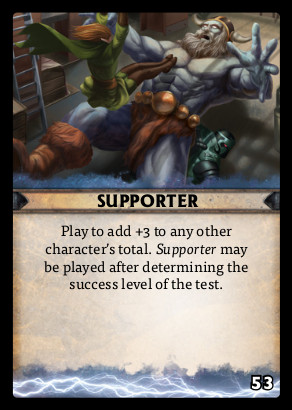 SUPPORTER
Play to add +3 to any other
character's total. Supporter may
be played after determining the
success level of the test.
53